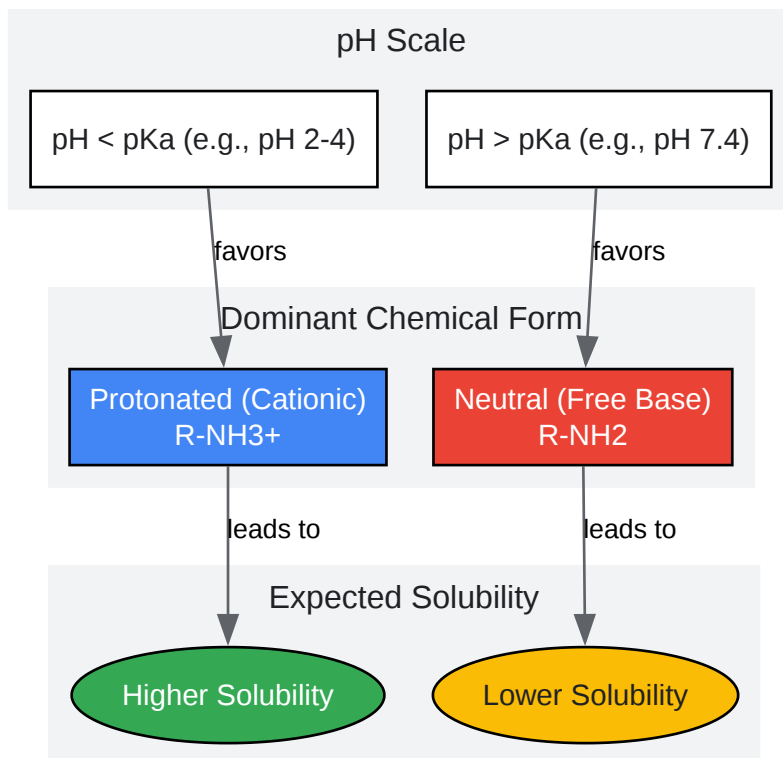 pH Scale
pH < pKa (e.g., pH 2-4)
pH > pKa (e.g., pH 7.4)
favors
favors
Dominant Chemical Form
Protonated (Cationic)
R-NH3+
Neutral (Free Base)
R-NH2
leads to
leads to
Expected Solubility
Higher Solubility
Lower Solubility